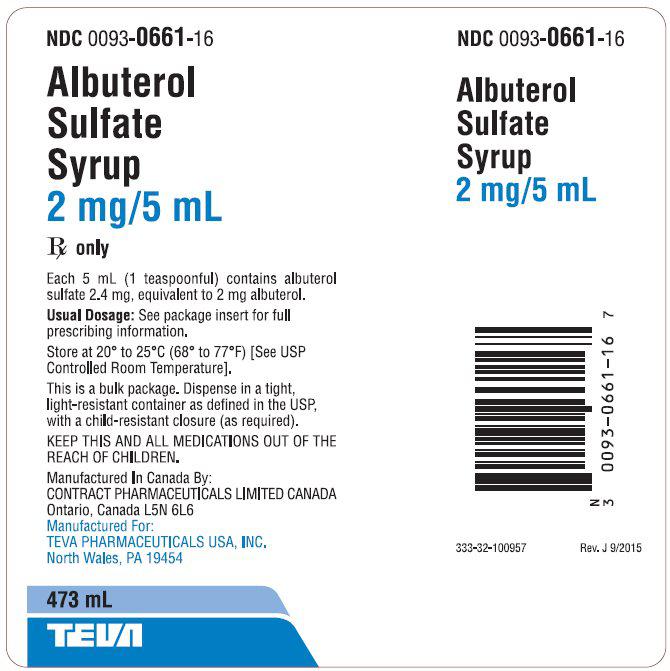 NDC 0093-0661-16
Albuterol
Sulfate
Syrup
2 mg/5 mL
Rx only
Each 5 mL (1 teaspoonful) contains albuterol
sulfate 2.4 mg, equivalent to 2 mg albuterol.
Usual Dosage: See package insert for full
prescribing information.
Store at 20° to 25°C (68° to 77°F) [See USP
Controlled Room Temperature].
This is a bulk package. Dispense in a tight,
light-resistant container as defined in the USP,
with a child-resistant closure (as required).
KEEP THIS AND ALL MEDICATIONS OUT OF THE
REACH OF CHILDREN.
Manufactured In Canada By:
CONTRACT PHARMACEUTICALS LIMITED CANADA
Ontario, Canada L5N 6L6
Manufactured For:
TEVA PHARMACEUTICALS USA, INC.
North Wales, PA 19454
473 mL
TEVA
NDC 0093-0661-16
Albuterol
Sulfate
Syrup
2 mg/5 mL
N
3 0093-0661-16 7
333-32-100957 Rev. J 9/2015